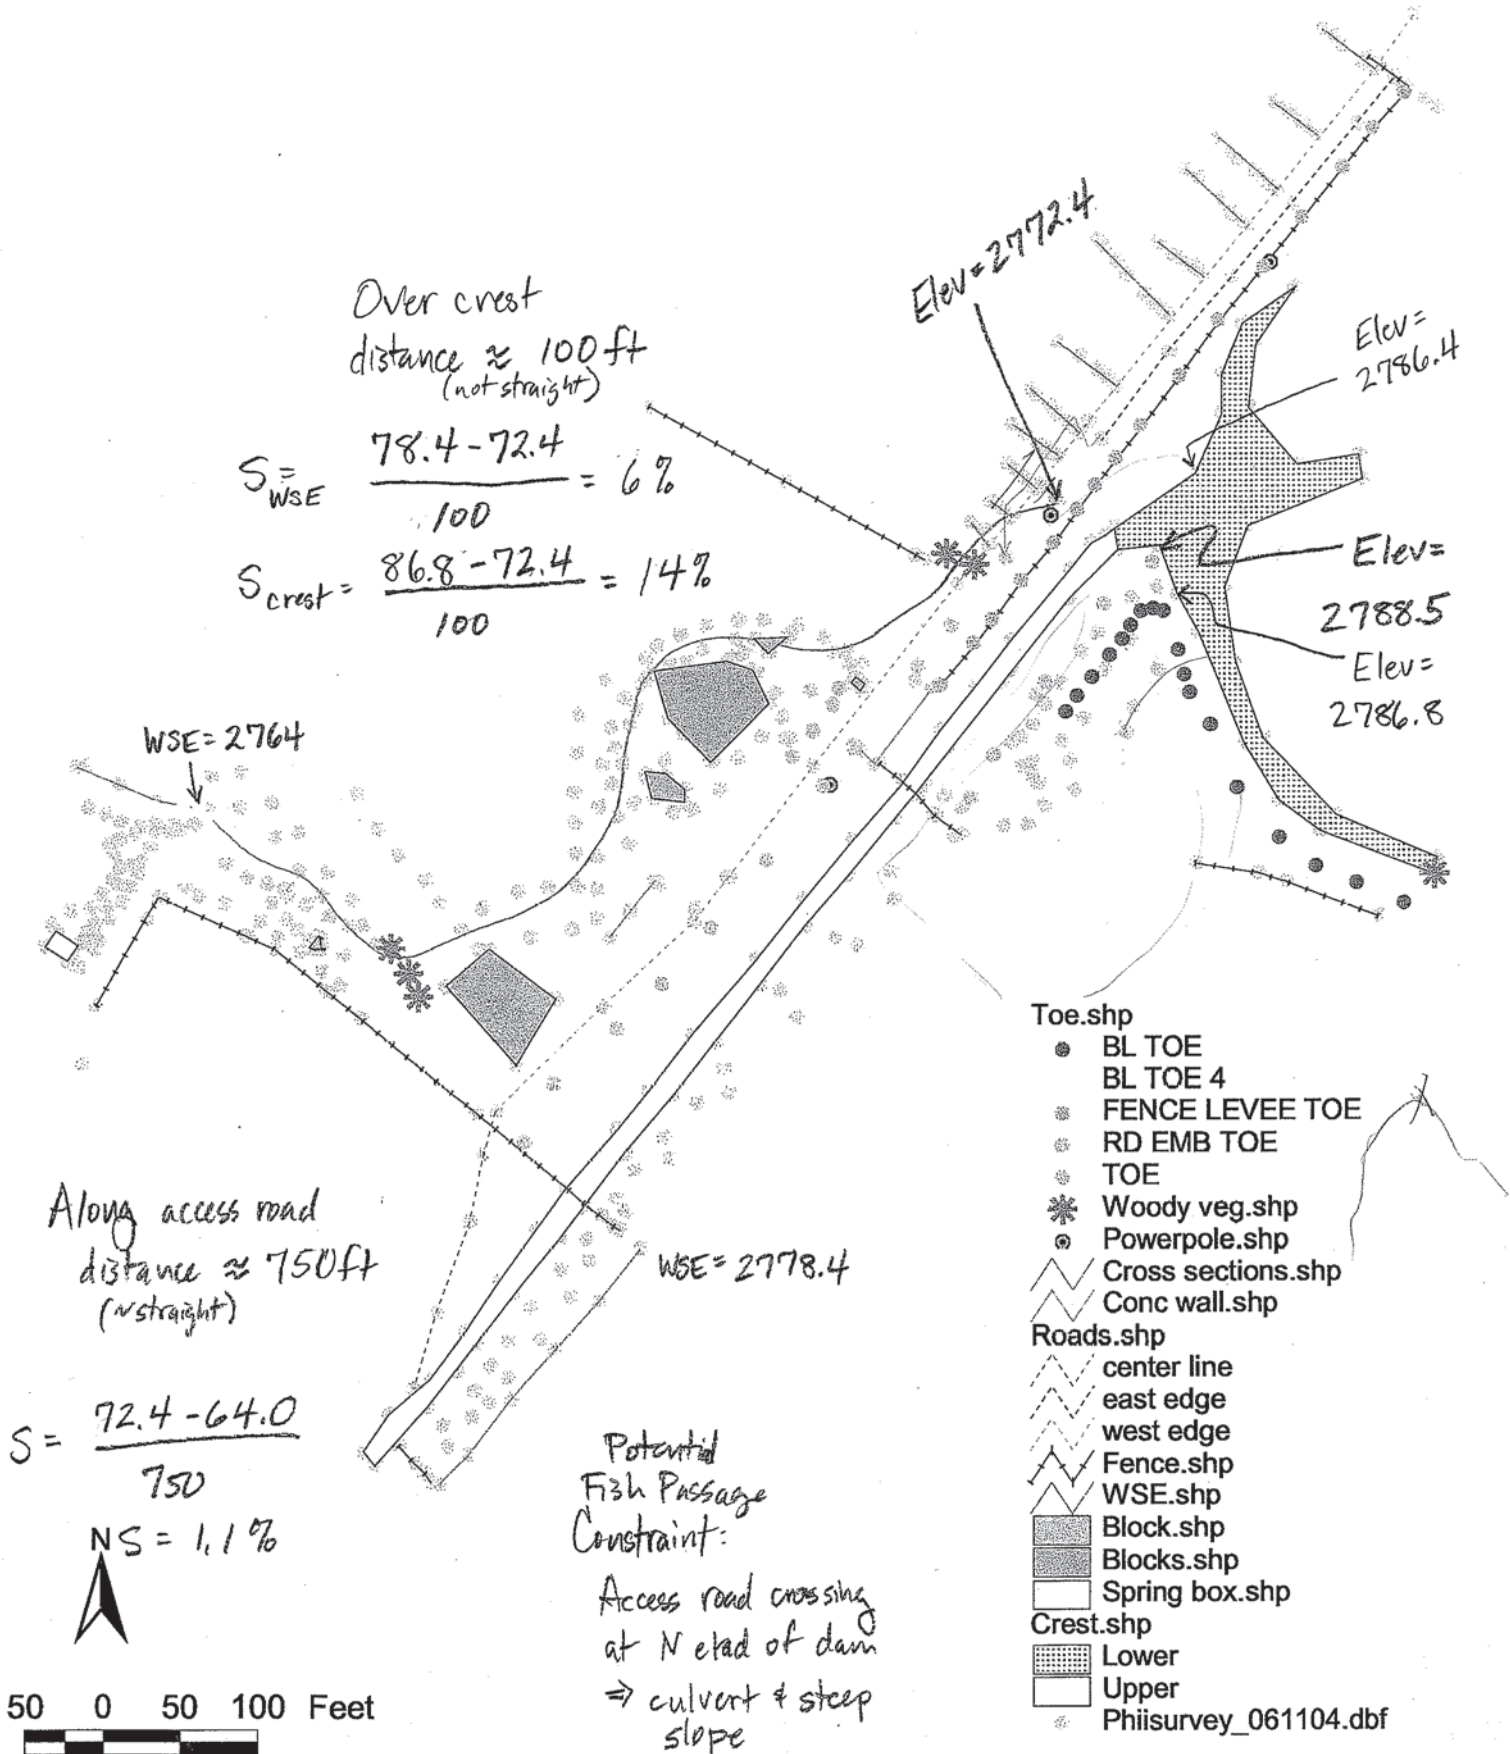 Elev=2772.4
Over crest
distance ≈ 100ft
(not straight)
S WSE = 78.4-72.4 / 100 = 6%
S crest = 86.8-72.4 / 100 = 14%
Elev=
2786.4
Elev=
2788.5
Elev=
2786.8
WSE=2764
Along access road
distance ≈ 750ft
(~straight)
WSE=2778.4
S = 72.4-64.0 / 750
S = 1.1%
N
50 0 50 100 Feet
Potential
Fish Passage
Constraint:
Access road crossing
at N end of dam
⇒ culvert & steep
slope
Toe.shp
BL TOE
BL TOE 4
FENCE LEVEE TOE
RD EMB TOE
TOE
Woody veg.shp
Powerpole.shp
Cross sections.shp
Conc wall.shp
Roads.shp
center line
east edge
west edge
Fence.shp
WSE.shp
Block.shp
Blocks.shp
Spring box.shp
Crest.shp
Lower
Upper
Phiisurvey_061104.dbf